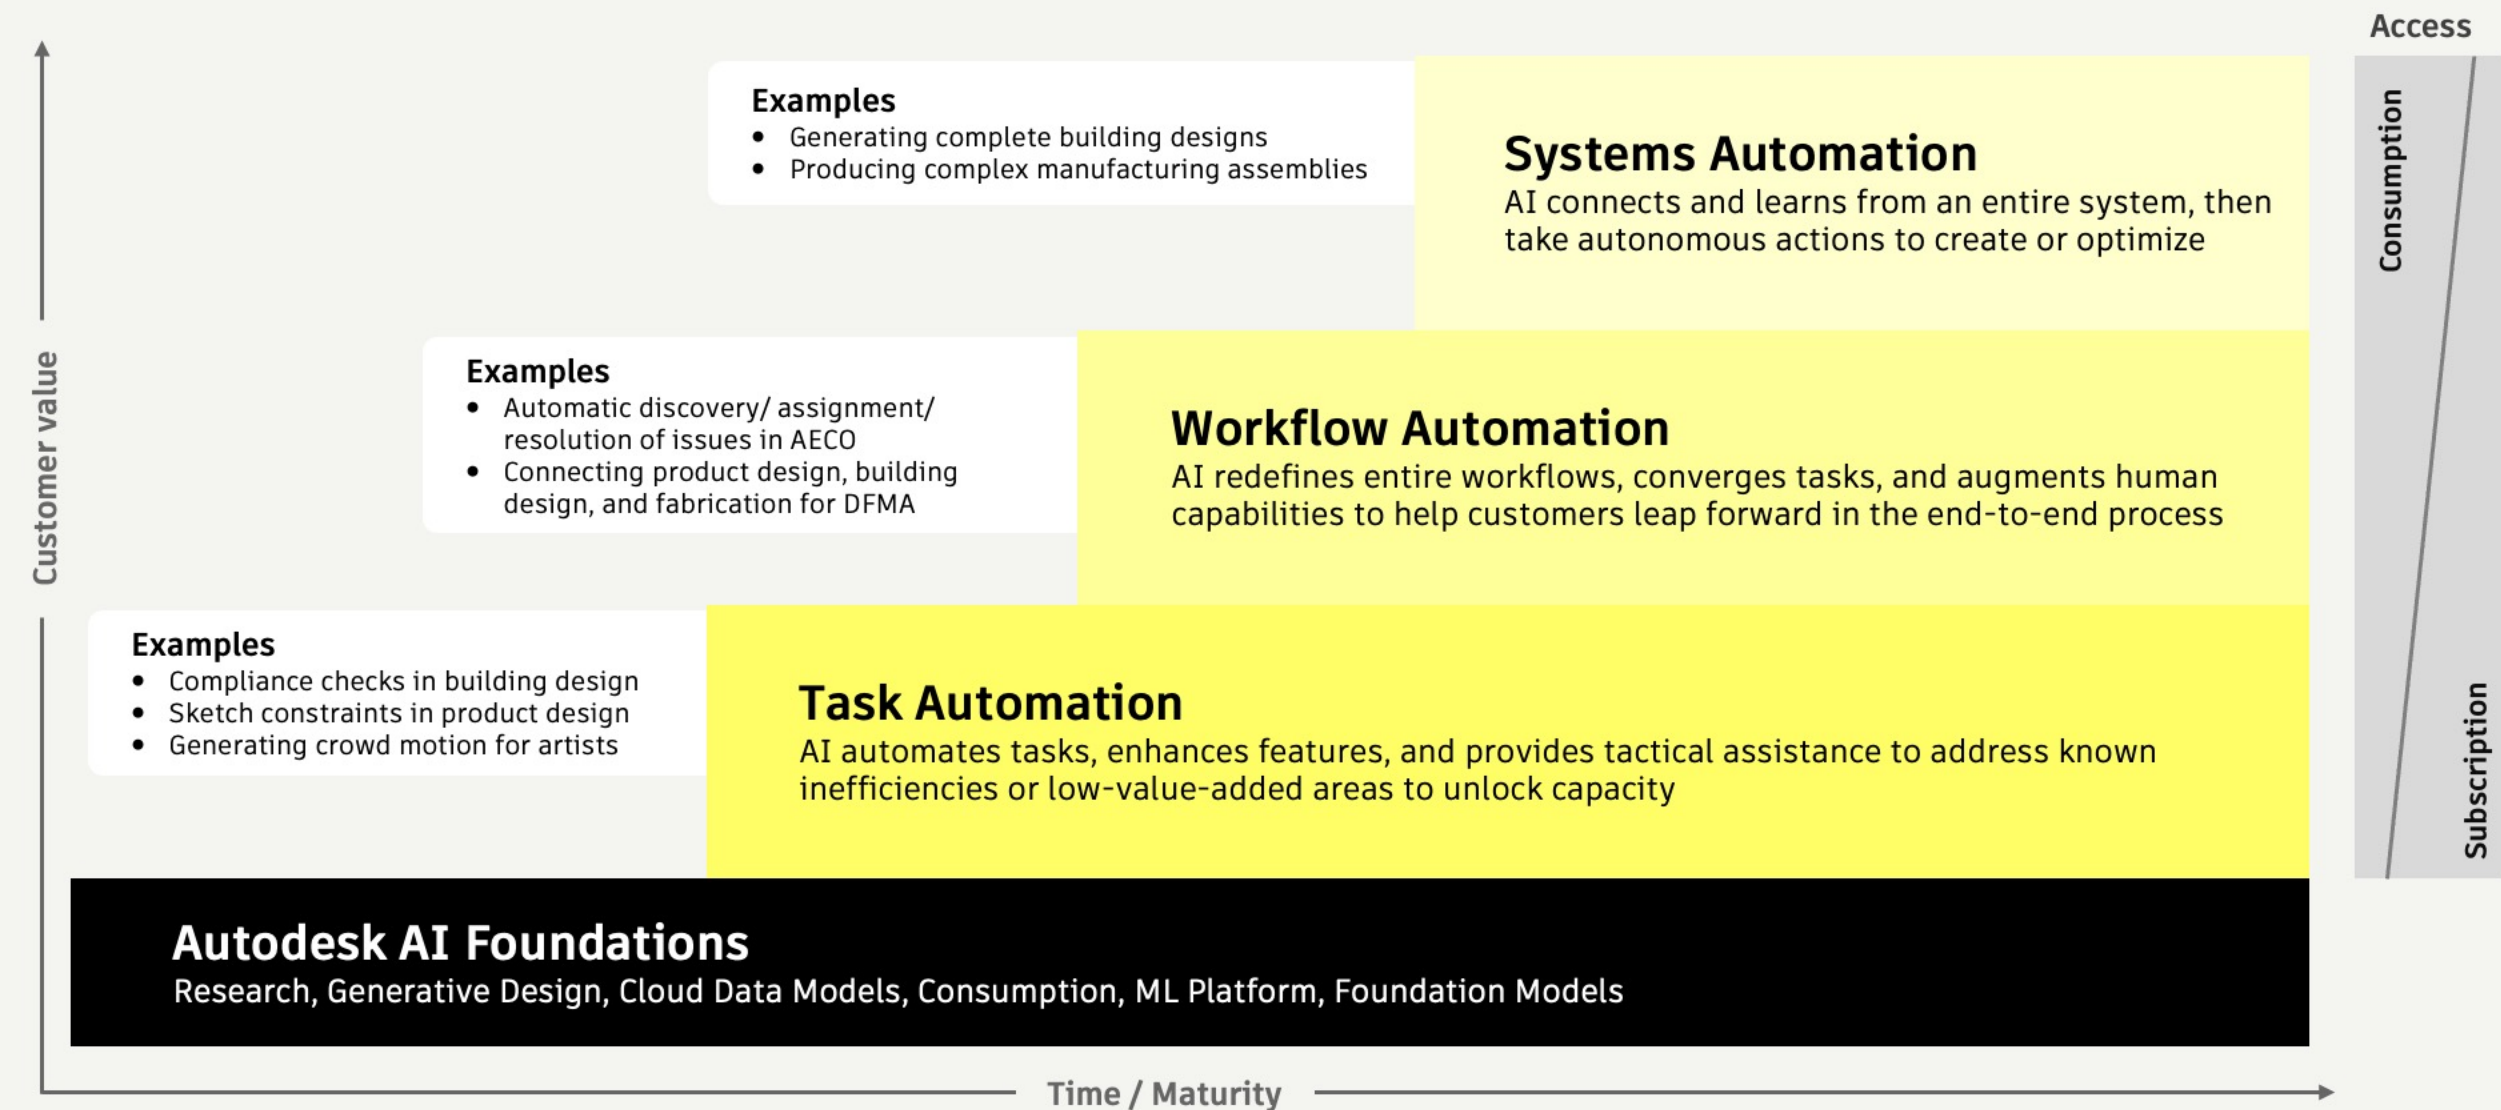 Access
Examples
• Generating complete building designs
• Producing complex manufacturing assemblies
Systems Automation
AI connects and learns from an entire system, then
take autonomous actions to create or optimize
Consumption
Customer value
Examples
• Automatic discovery/ assignment/
resolution of issues in AECO
• Connecting product design, building
design, and fabrication for DFMA
Workflow Automation
AI redefines entire workflows, converges tasks, and augments human
capabilities to help customers leap forward in the end-to-end process
Examples
• Compliance checks in building design
• Sketch constraints in product design
• Generating crowd motion for artists
Task Automation
AI automates tasks, enhances features, and provides tactical assistance to address known
inefficiencies or low-value-added areas to unlock capacity
Subscription
Autodesk AI Foundations
Research, Generative Design, Cloud Data Models, Consumption, ML Platform, Foundation Models
Time / Maturity